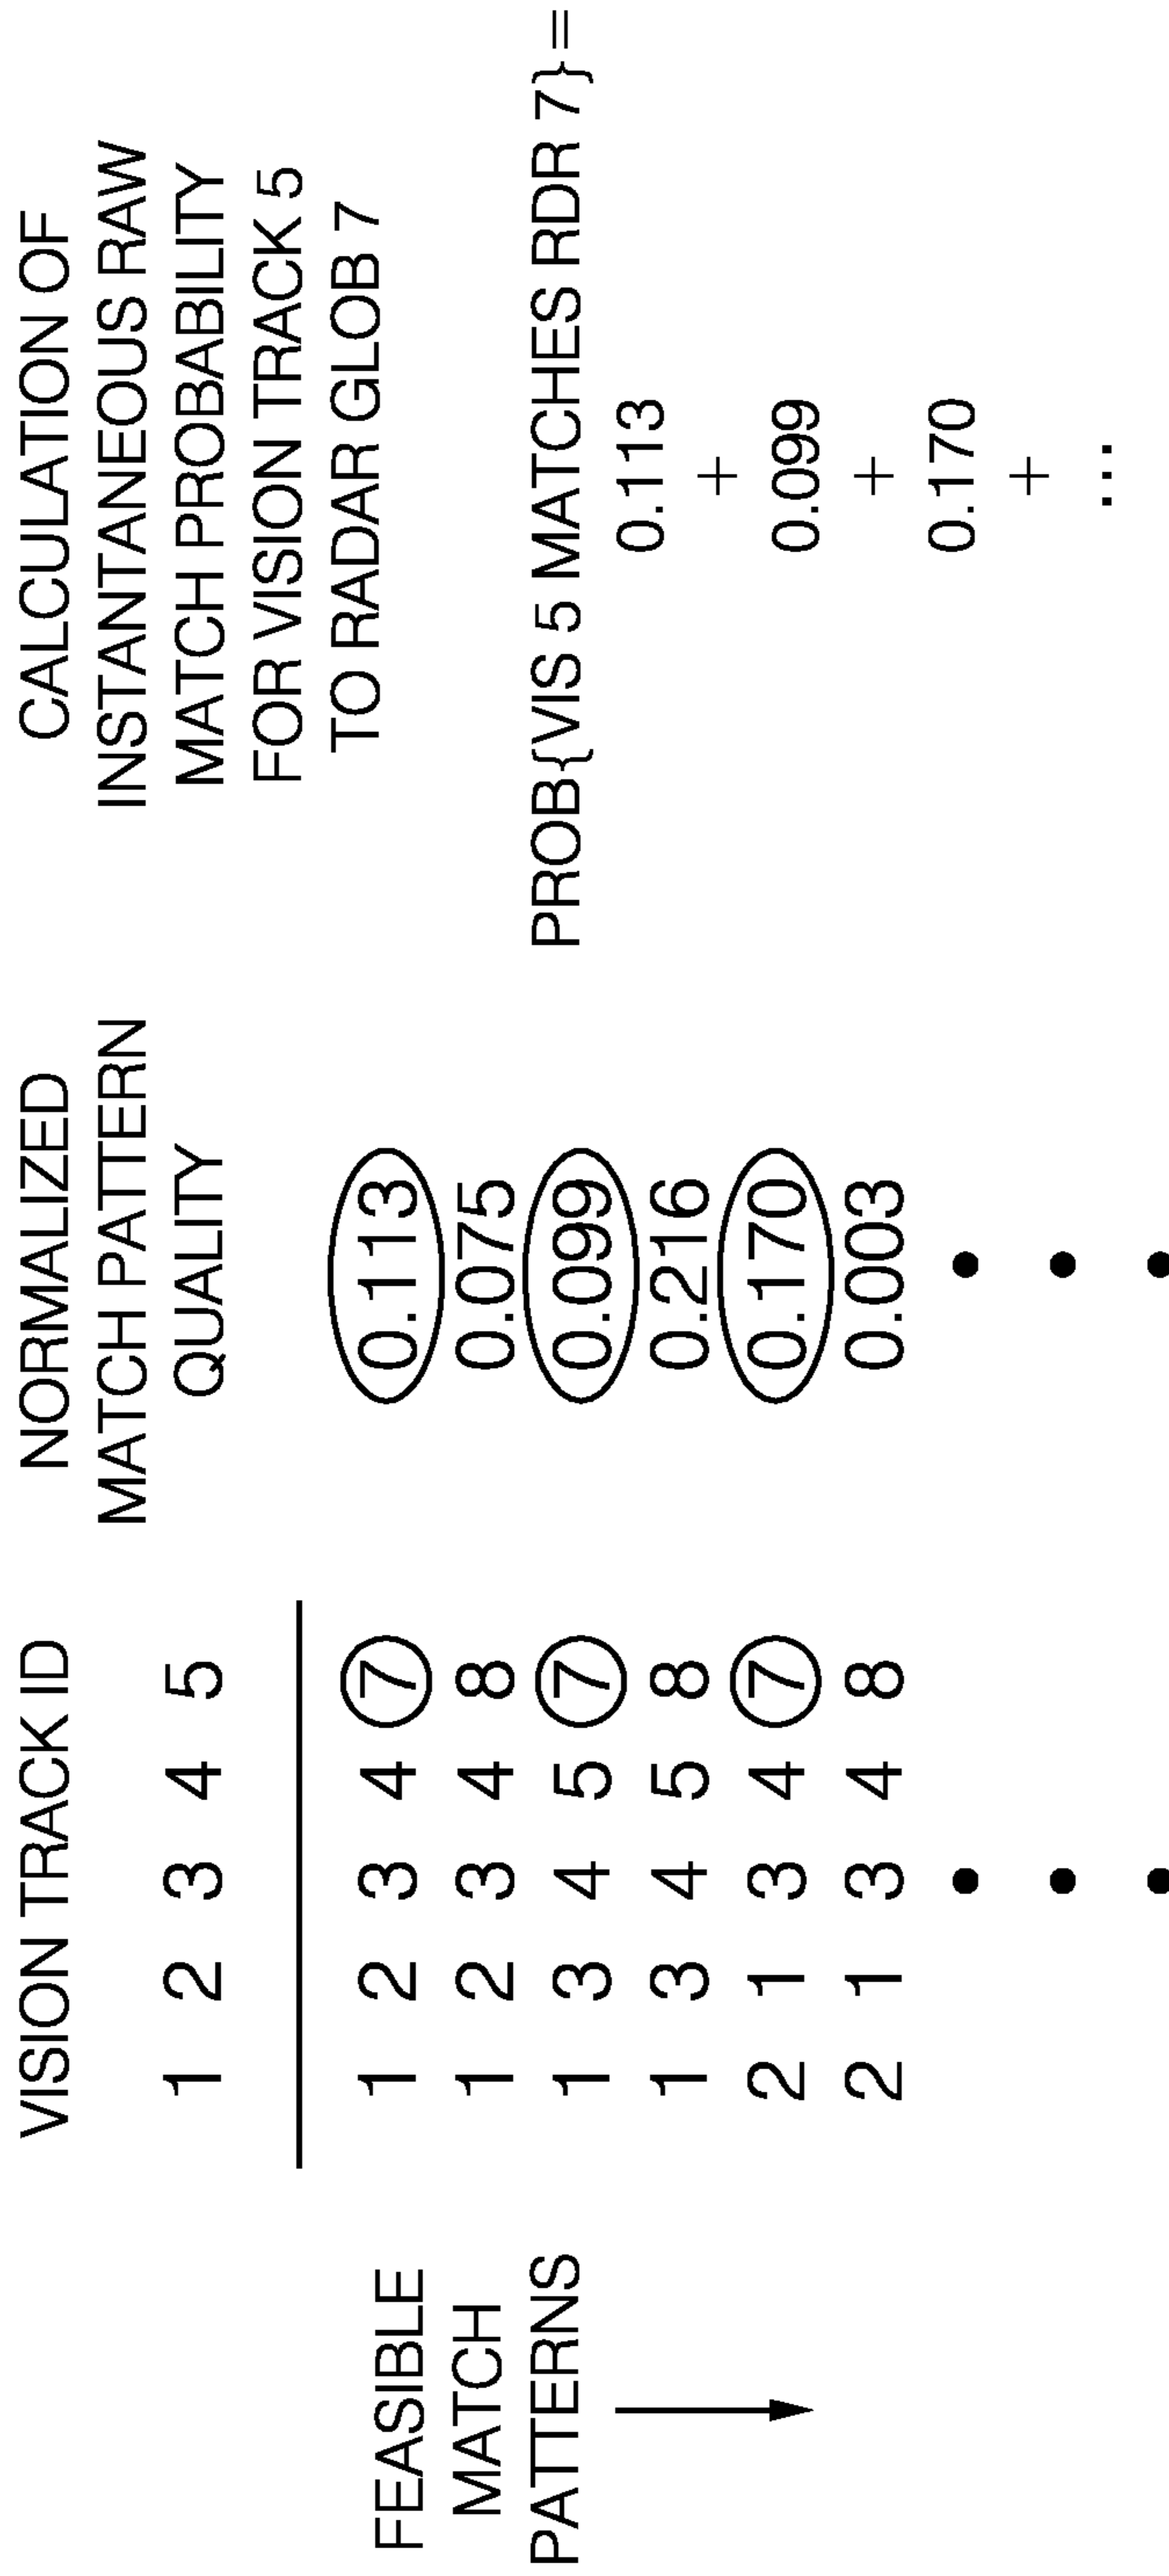 VISION TRACK ID
1 2 3 4 5
FEASIBLE
MATCH
PATTERNS
1 2 3 4 7
1 2 3 4 8
1 3 4 5 7
1 3 4 5 8
2 1 3 4 7
2 1 3 4 8
NORMALIZED
MATCH PATTERN
QUALITY
0.113
0.075
0.099
0.216
0.170
0.003
CALCULATION OF
INSTANTANEOUS RAW
MATCH PROBABILITY
FOR VISION TRACK 5
TO RADAR GLOB 7
PROB{VIS 5 MATCHES RDR 7}=
0.113
+
0.099
+
0.170
+
...